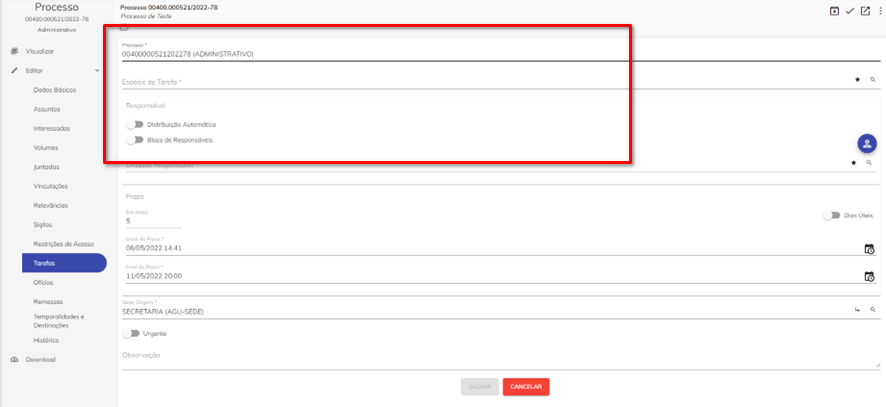 Processo
00400.000521/2022-78
Administrativo
Visualizar
Editar
Dados Básicos
Assuntos
Interessados
Volumes
Juntadas
Vinculações
Relevâncias
Sigilos
Restrições de Acesso
Tarefas
Ofícios
Remessas
Temporalidades e
Destinações
Histórico
Download
Processo 00400.000521/2022-78
Processo de Teste
Processo *
00400000521202278 (ADMINISTRATIVO)
Espécie de Tarefa *
Responsável
Distribuição Automática
Bloco de Responsáveis
Unidade Responsável *
Prazo
Em dia(s)
5
Dias Úteis
Início do Prazo *
06/05/2022 14:41
Final do Prazo *
11/05/2022 20:00
Setor Origem *
SECRETARIA (AGU-SEDE)
Urgente
Observação
SALVAR
CANCELAR